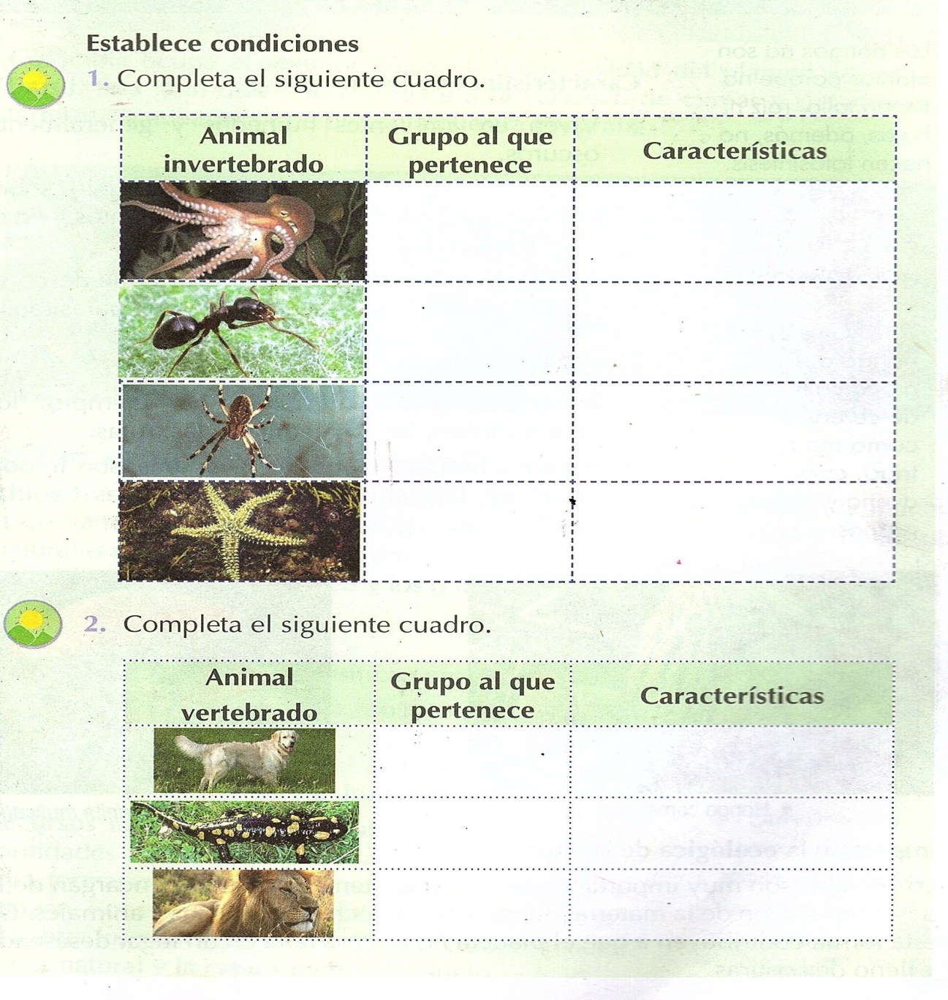 Establece condiciones
1. Completa el siguiente cuadro.
Animal
invertebrado
Grupo al que
pertenece
Características
2. Completa el siguiente cuadro.
Animal
vertebrado
Grupo al que
pertenece
Características